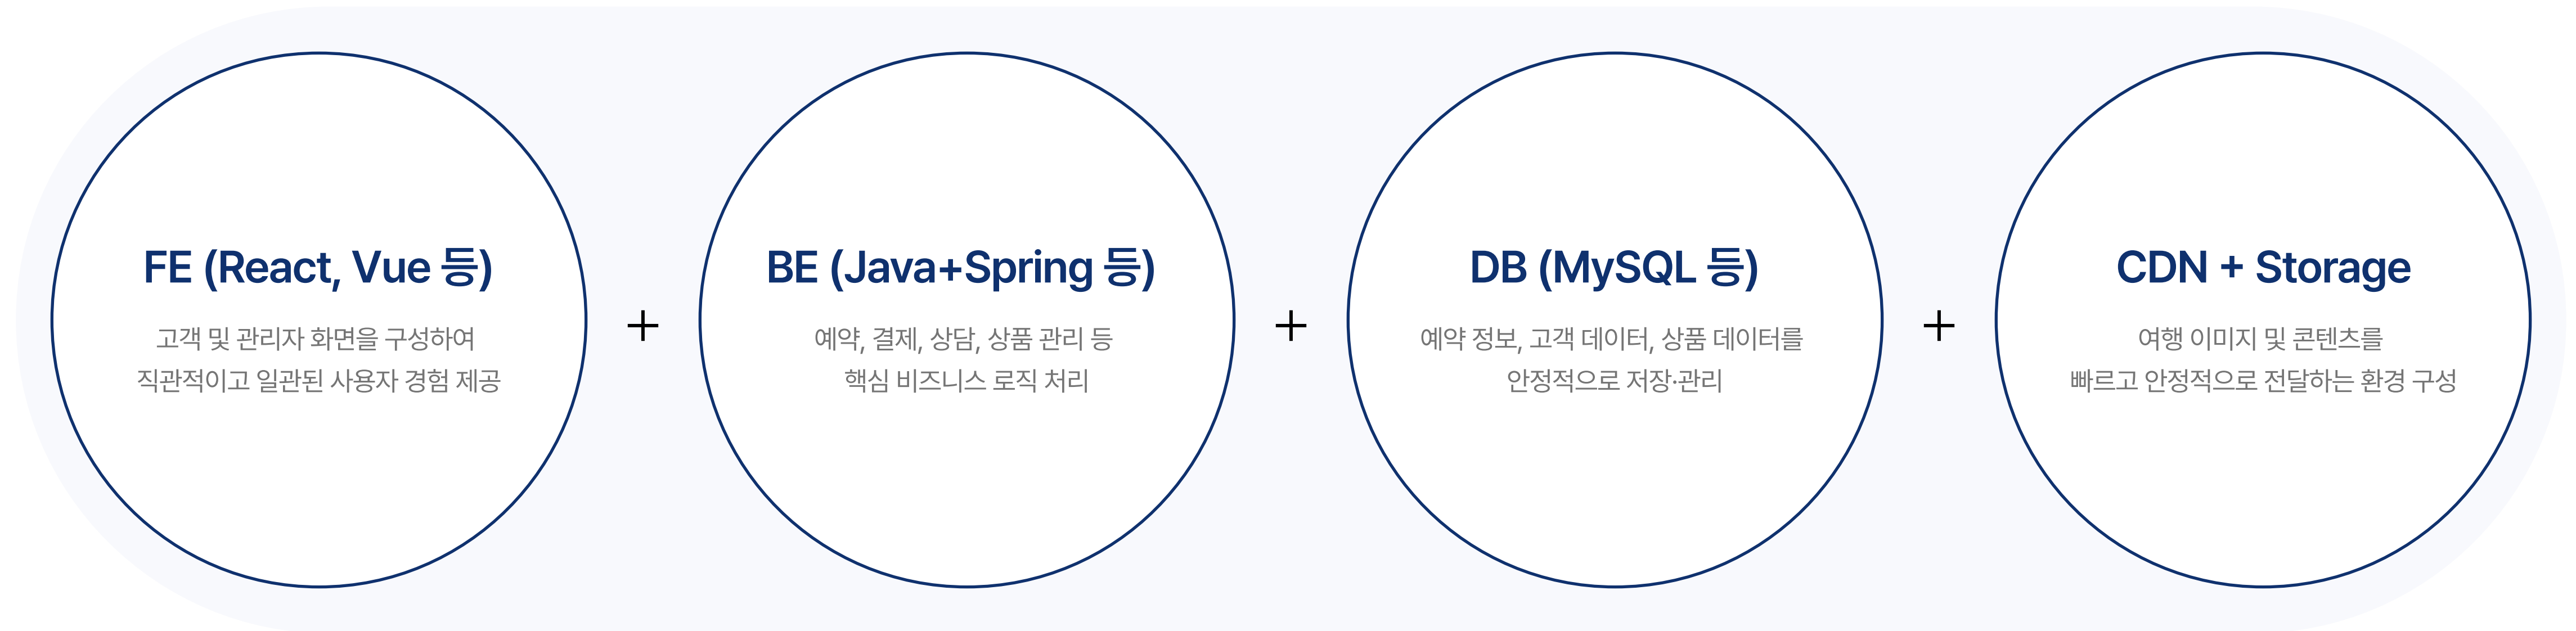 FE (React, Vue 등)
고객 및 관리자 화면을 구성하여
직관적이고 일관된 사용자 경험 제공
+
BE (Java+Spring 등)
예약, 결제, 상담, 상품 관리 등
핵심 비즈니스 로직 처리
+
DB (MySQL 등)
예약 정보, 고객 데이터, 상품 데이터를
안정적으로 저장·관리
+
CDN + Storage
여행 이미지 및 콘텐츠를
빠르고 안정적으로 전달하는 환경 구성